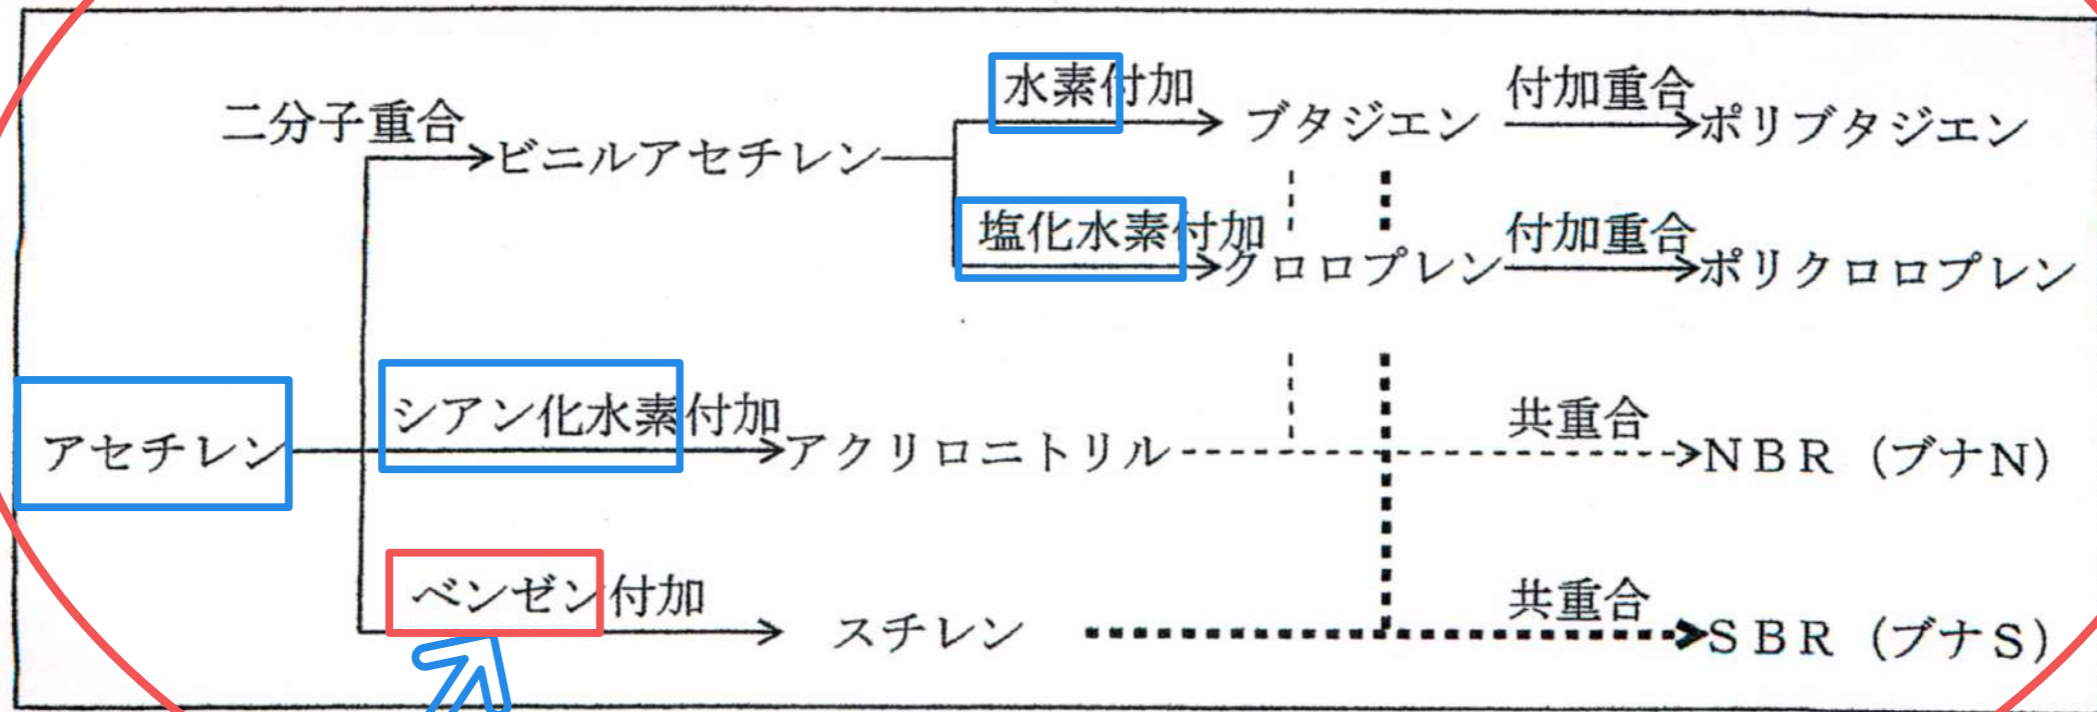 水素付加
付加重合
二分子重合
ブタジエン
ポリブタジエン
ビニルアセチレン
塩化水素付加
付加重合
クロロプレン
ポリクロロプレン
シアン化水素付加
共重合
アセチレン
アクリロニトリル
NBR (ブナN)
ベンゼン付加
共重合
スチレン
SBR (ブナS)